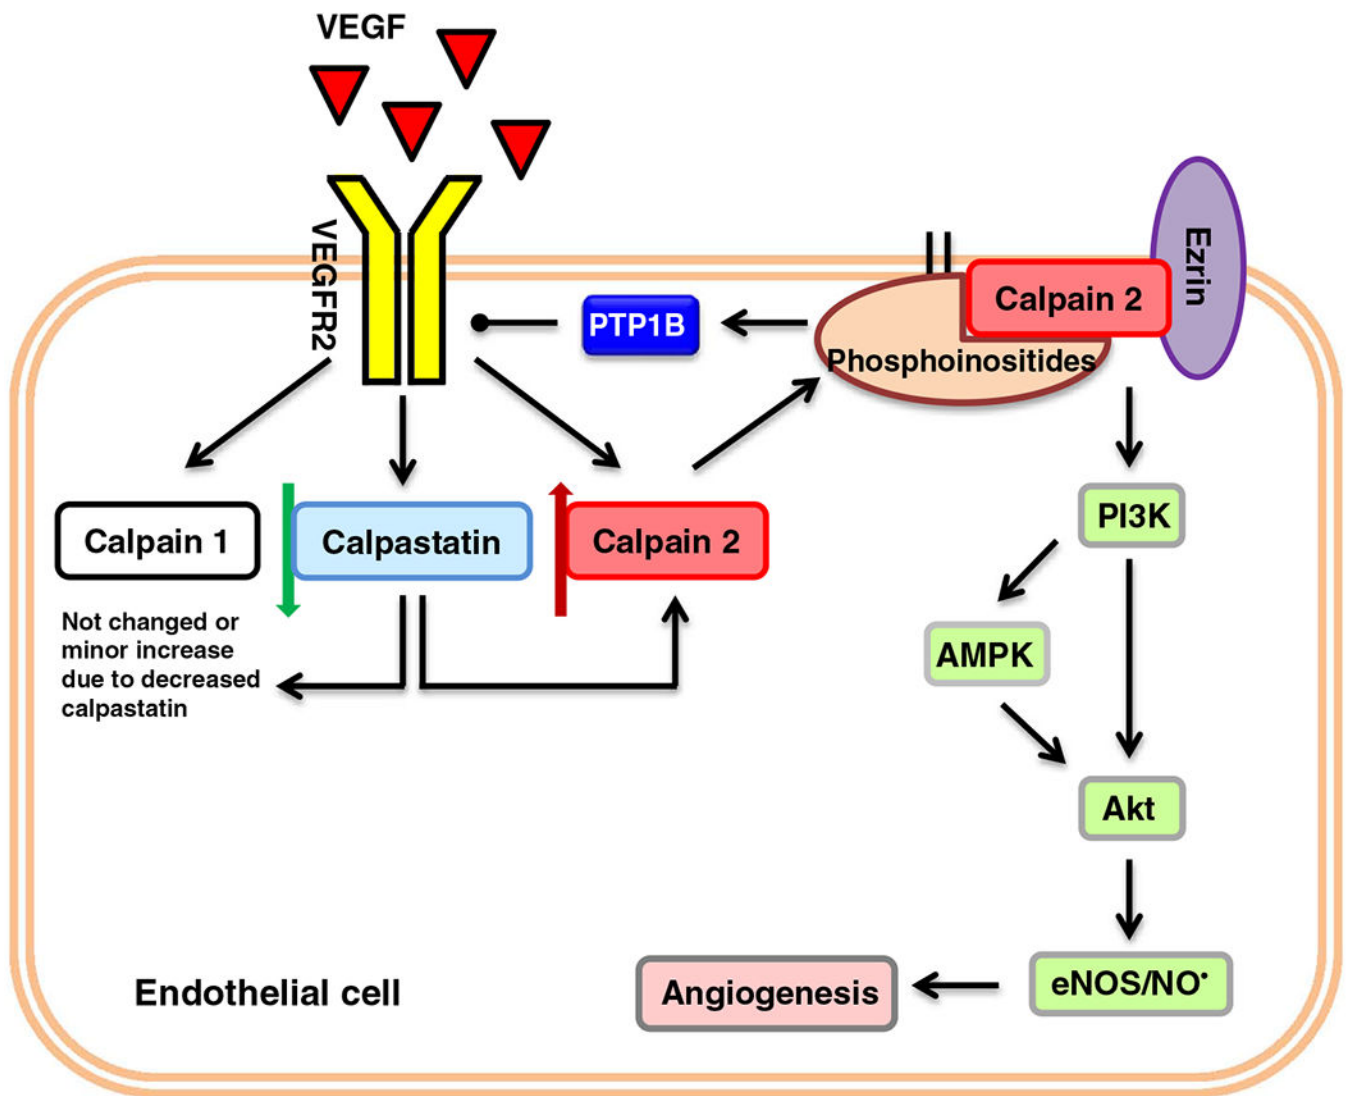 VEGF
VEGFR2
Ezrin
Calpain 2
PTP1B
Phosphoinositides
PI3K
Calpain 1
Calpastatin
Calpain 2
Not changed or
minor increase
due to decreased
calpastatin
AMPK
Akt
eNOS/NO•
Angiogenesis
Endothelial cell